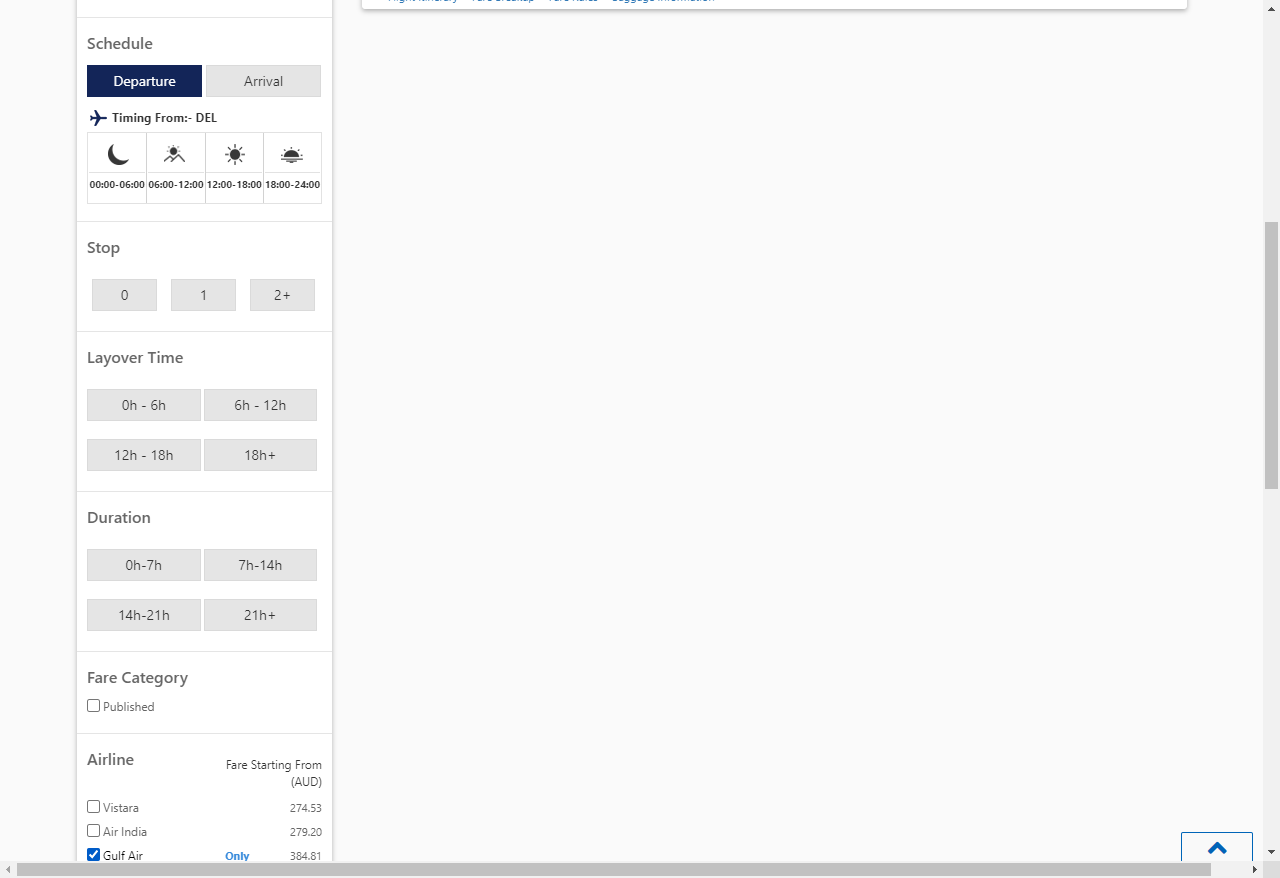 Flight Itinerary Fare Breakup Fare Rules Baggage Information
Schedule
Departure Arrival
Timing From:- DEL
00:00-06:00 06:00-12:00 12:00-18:00 18:00-24:00
Stop
0 1 2+
Layover Time
0h - 6h 6h - 12h
12h - 18h 18h+
Duration
0h-7h 7h-14h
14h-21h 21h+
Fare Category
Published
Airline Fare Starting From
(AUD)
Vistara 274.53
Air India 279.20
Gulf Air Only 384.81